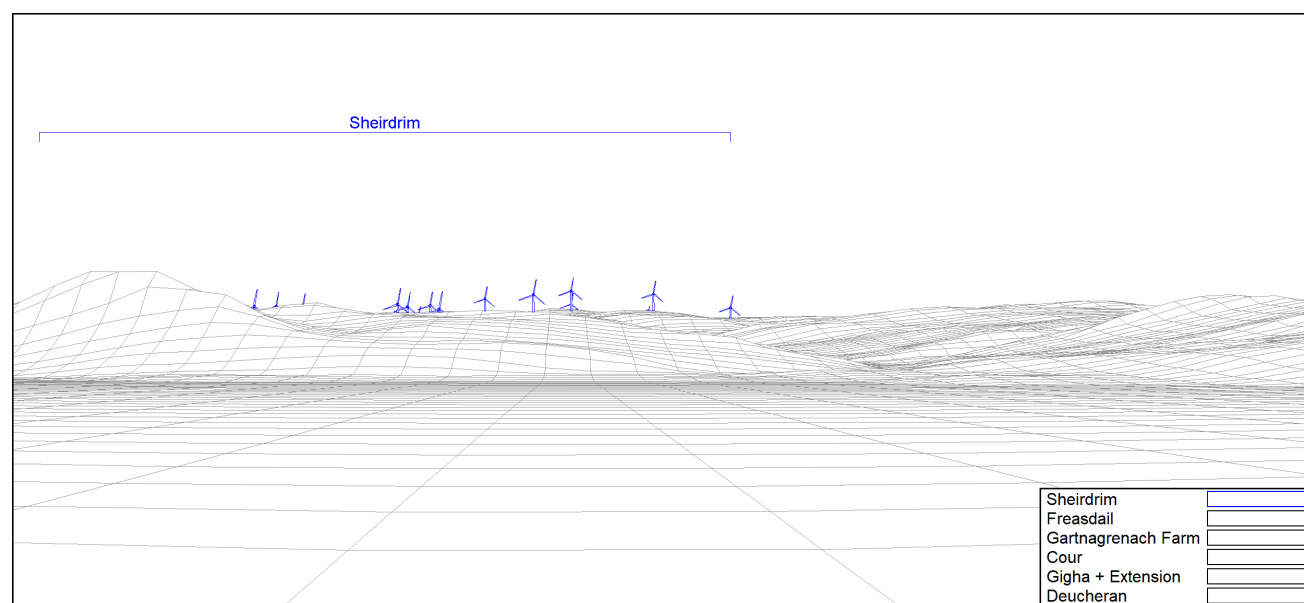 Sheirdrim
Sheirdrim
Freasdail
Gartnagrenach Farm
Cour
Gigha + Extension
Deucheran